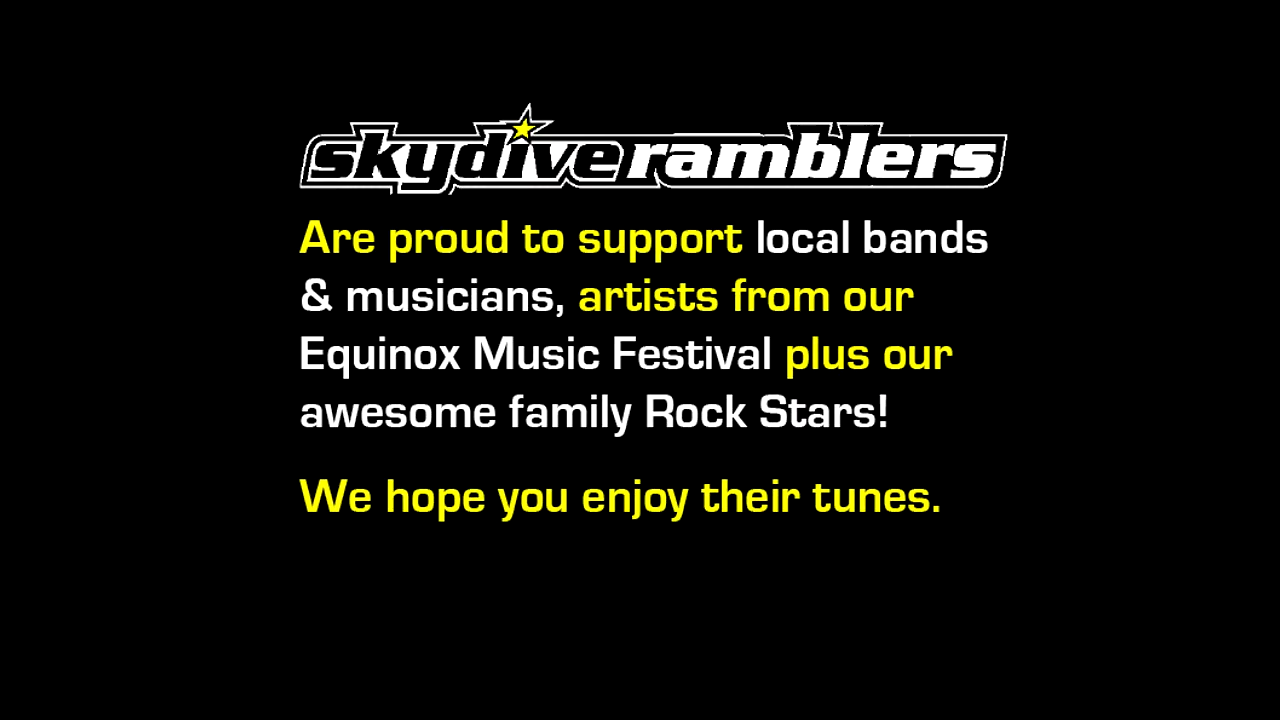 skydiveramblers
Are proud to support local bands
& musicians, artists from our
Equinox Music Festival plus our
awesome family Rock Stars!
We hope you enjoy their tunes.